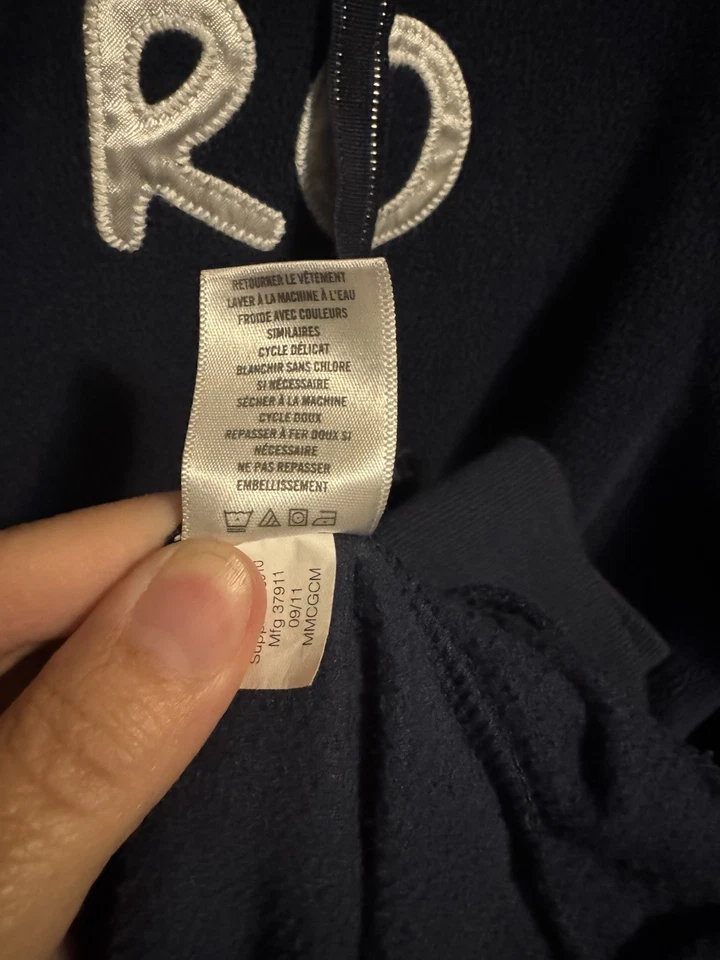 RO
RETOURNER LE VÊTEMENT
LAVER À LA MACHINE À L'EAU
FROIDE AVEC COULEURS
SIMILAIRES
CYCLE DÉLICAT
BLANCHIR SANS CHLORE
SI NÉCESSAIRE
SÉCHER À LA MACHINE
CYCLE DOUX
REPASSER À FER DOUX SI
NÉCESSAIRE
NE PAS REPASSER
EMBELLISSEMENT
Mfg 37911
09/11
MMCGCM